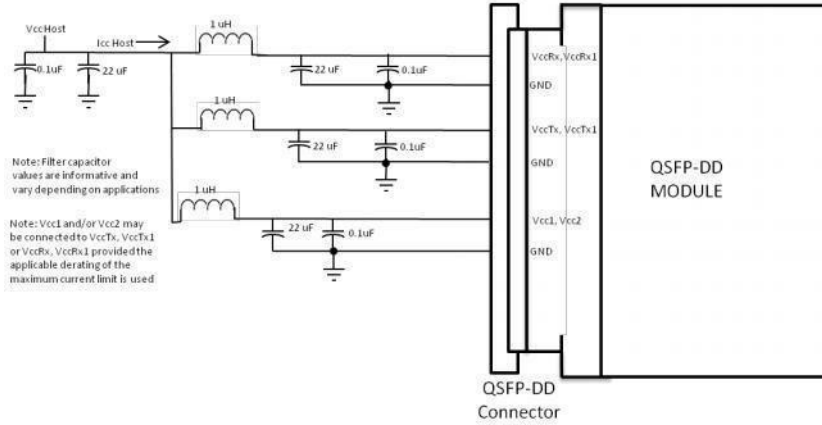 1 uH
Vcc Host
Icc Host
0.1uF
22 uF
22 uF
0.1uF
VccRx, VccRx1
GND
1 uH
22 uF
0.1uF
VccTx, VccTx1
GND
Note: Filter capacitor
values are informative and
vary depending on applications
1 uH
Note: Vcc1 and/or Vcc2 may
be connected to VccTx, VccTx1
or VccRx, VccRx1 provided the
applicable derating of the
maximum current limit is used
22 uF
0.1uF
Vcc1, Vcc2
GND
QSFP-DD
MODULE
QSFP-DD
Connector